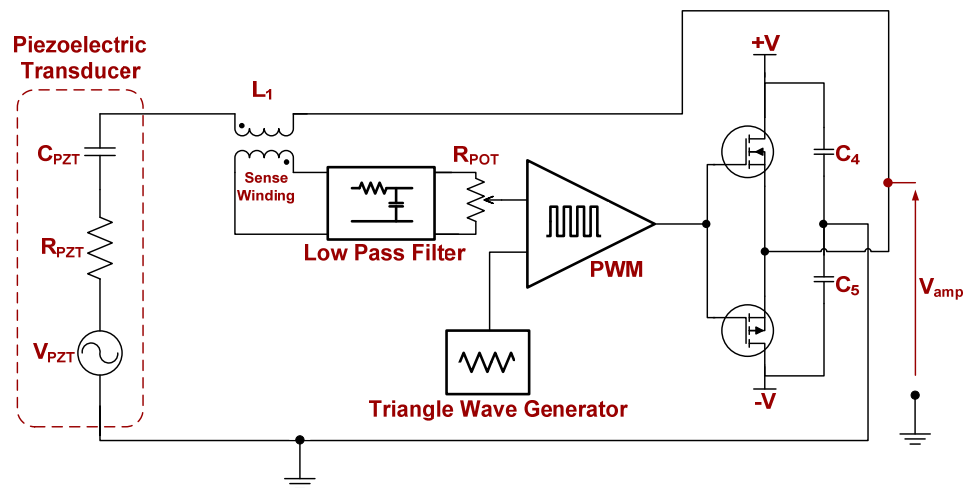 Piezoelectric
Transducer
+V
L1
CPZT
RPOT
C4
Sense
Winding
RPZT
Low Pass Filter
PWM
C5
Vamp
VPZT
-V
Triangle Wave Generator